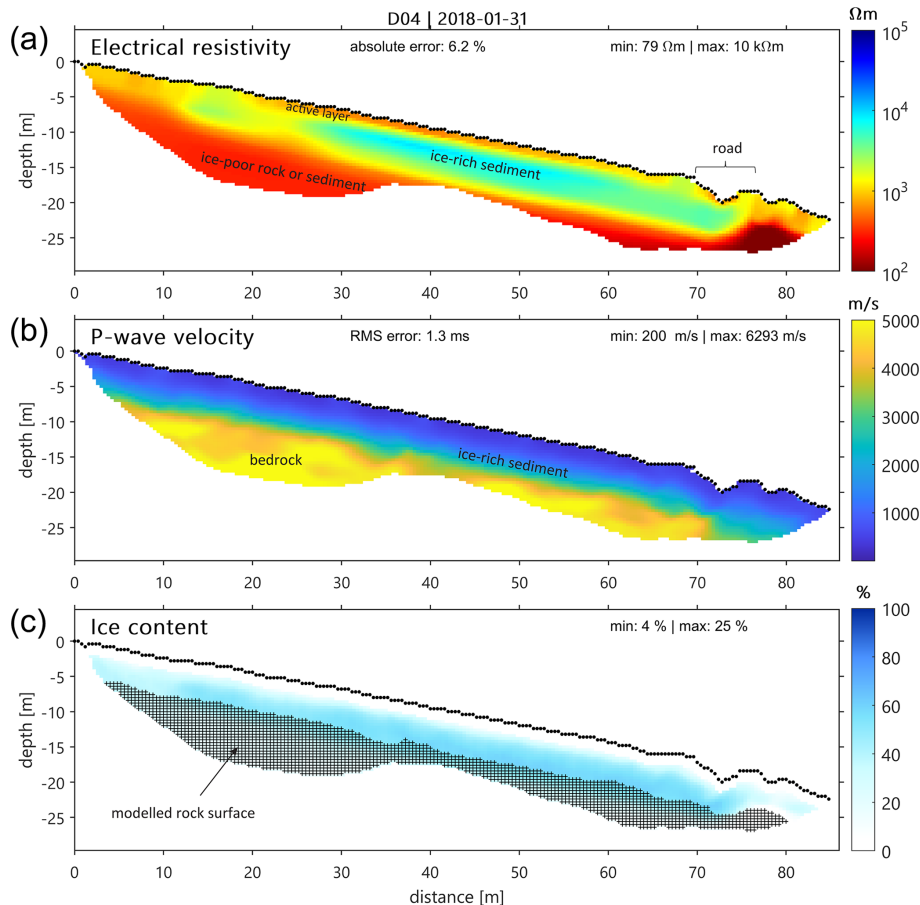 D04 | 2018-01-31
(a)
Electrical resistivity
absolute error: 6.2 %
min: 79 Ωm | max: 10 kΩm
Ωm
10^5
10^4
10^3
10^2
depth [m]
0
-5
-10
-15
-20
-25
active layer
ice-rich sediment
ice-poor rock or sediment
road
0 10 20 30 40 50 60 70 80
(b)
P-wave velocity
RMS error: 1.3 ms
min: 200 m/s | max: 6293 m/s
m/s
5000
4000
3000
2000
1000
depth [m]
0
-5
-10
-15
-20
-25
bedrock
ice-rich sediment
0 10 20 30 40 50 60 70 80
(c)
Ice content
min: 4 % | max: 25 %
%
100
80
60
40
20
0
depth [m]
0
-5
-10
-15
-20
-25
modelled rock surface
0 10 20 30 40 50 60 70 80
distance [m]